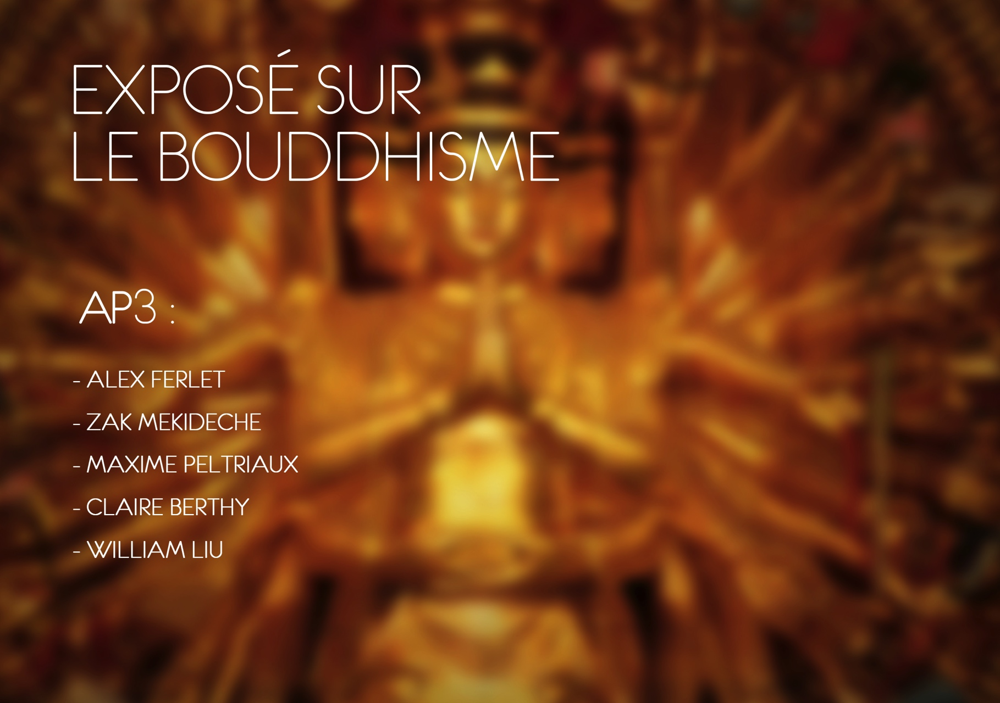 EXPOSÉ SUR
LE BOUDDHISME
AP3 :
- ALEX FERLET
- ZAK MEKIDECHE
- MAXIME PELTRIAUX
- CLAIRE BERTHY
- WILLIAM LIU